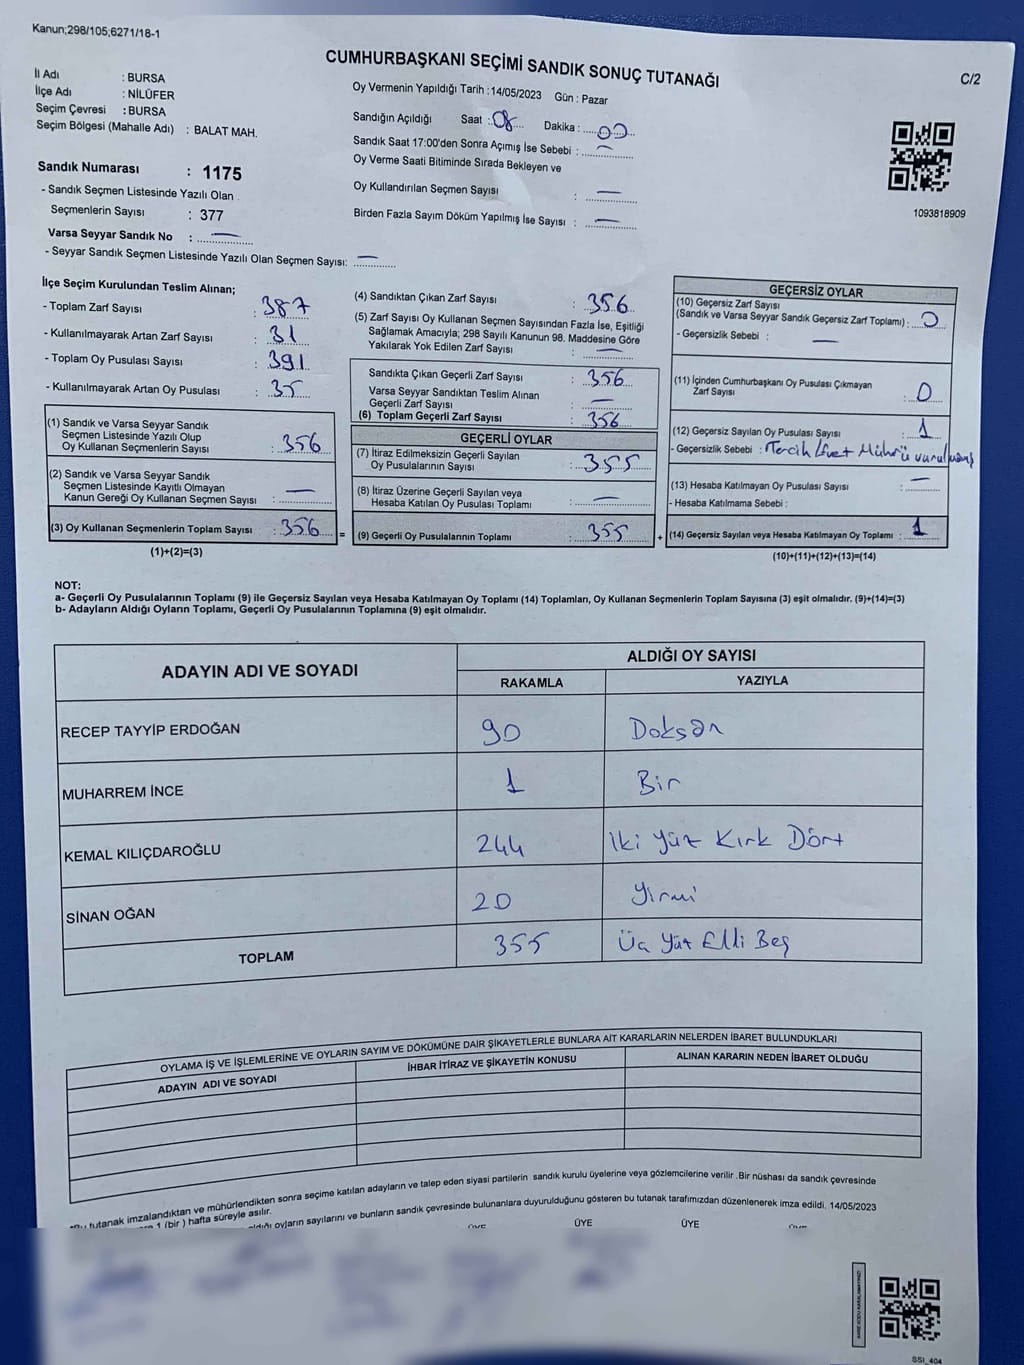 Kanun;298/105;6271/18-1
CUMHURBAŞKANI SEÇİMİ SANDIK SONUÇ TUTANAĞI
C/2
İl Adı : BURSA
İlçe Adı : NİLÜFER
Seçim Çevresi : BURSA
Seçim Bölgesi (Mahalle Adı) : BALAT MAH.
Sandık Numarası : 1175
- Sandık Seçmen Listesinde Yazılı Olan
Seçmenlerin Sayısı : 377
Varsa Seyyar Sandık No : —
- Seyyar Sandık Seçmen Listesinde Yazılı Olan Seçmen Sayısı: —
Oy Vermenin Yapıldığı Tarih : 14/05/2023 Gün : Pazar
Sandığın Açıldığı Saat : 08 Dakika : 00
Sandık Saat 17:00'den Sonra Açımış İse Sebebi : —
Oy Verme Saati Bitiminde Sırada Bekleyen ve
Oy Kullandırılan Seçmen Sayısı : —
Birden Fazla Sayım Döküm Yapılmış İse Sayısı : —
1093818909
İlçe Seçim Kurulundan Teslim Alınan;
- Toplam Zarf Sayısı : 387
- Kullanılmayarak Artan Zarf Sayısı : 31
- Toplam Oy Pusulası Sayısı : 391
- Kullanılmayarak Artan Oy Pusulası : 35
(1) Sandık ve Varsa Seyyar Sandık
Seçmen Listesinde Yazılı Olup
Oy Kullanan Seçmenlerin Sayısı : 356
(2) Sandık ve Varsa Seyyar Sandık
Seçmen Listesinde Kayıtlı Olmayan
Kanun Gereği Oy Kullanan Seçmen Sayısı : —
(3) Oy Kullanan Seçmenlerin Toplam Sayısı : 356 =
(1)+(2)=(3)
(4) Sandıktan Çıkan Zarf Sayısı : 356
(5) Zarf Sayısı Oy Kullanan Seçmen Sayısından Fazla İse, Eşitliği
Sağlamak Amacıyla; 298 Sayılı Kanunun 98. Maddesine Göre
Yakılarak Yok Edilen Zarf Sayısı : —
Sandıkta Çıkan Geçerli Zarf Sayısı : 356
Varsa Seyyar Sandıktan Teslim Alınan
Geçerli Zarf Sayısı : —
(6) Toplam Geçerli Zarf Sayısı : 356
GEÇERLİ OYLAR
(7) İtiraz Edilmeksizin Geçerli Sayılan
Oy Pusulalarının Sayısı : 355
(8) İtiraz Üzerine Geçerli Sayılan veya
Hesaba Katılan Oy Pusulası Toplamı : —
(9) Geçerli Oy Pusulalarının Toplamı : 355 +
GEÇERSİZ OYLAR
(10) Geçersiz Zarf Sayısı
(Sandık ve Varsa Seyyar Sandık Geçersiz Zarf Toplamı) : 0
- Geçersizlik Sebebi : —
(11) İçinden Cumhurbaşkanı Oy Pusulası Çıkmayan
Zarf Sayısı : 0
(12) Geçersiz Sayılan Oy Pusulası Sayısı : 1
- Geçersizlik Sebebi : Tercih Evet Mührü vurulmamış
(13) Hesaba Katılmayan Oy Pusulası Sayısı : —
- Hesaba Katılmama Sebebi :
(14) Geçersiz Sayılan veya Hesaba Katılmayan Oy Toplamı : 1
(10)+(11)+(12)+(13)=(14)
NOT:
a- Geçerli Oy Pusulalarının Toplamı (9) ile Geçersiz Sayılan veya Hesaba Katılmayan Oy Toplamı (14) Toplamları, Oy Kullanan Seçmenlerin Toplam Sayısına (3) eşit olmalıdır. (9)+(14)=(3)
b- Adayların Aldığı Oyların Toplamı, Geçerli Oy Pusulalarının Toplamına (9) eşit olmalıdır.
ADAYIN ADI VE SOYADI ALDIĞI OY SAYISI
RAKAMLA YAZIYLA
RECEP TAYYİP ERDOĞAN 90 Doksan
MUHARREM İNCE 1 Bir
KEMAL KILIÇDAROĞLU 244 İki Yüz Kırk Dört
SİNAN OĞAN 20 Yirmi
TOPLAM 355 Üç Yüz Elli Beş
OYLAMA İŞ VE İŞLEMLERİNE VE OYLARIN SAYIM VE DÖKÜMÜNE DAİR ŞİKAYETLERLE BUNLARA AİT KARARLARIN NELERDEN İBARET BULUNDUKLARI
ADAYIN ADI VE SOYADI İHBAR İTİRAZ VE ŞİKAYETİN KONUSU ALINAN KARARIN NEDEN İBARET OLDUĞU
"Bu tutanak imzalandıktan ve mühürlendikten sonra seçime katılan adayların ve talep eden siyasi partilerin sandık kurulu üyelerine veya gözlemcilerine verilir .Bir nüshası da sandık çevresinde
1 (bir ) hafta süreyle asılır.
oyların sayılarını ve bunların sandık çevresinde bulunanlara duyurulduğunu gösteren bu tutanak tarafımızdan düzenlenerek imza edildi. 14/05/2023
ÜYE ÜYE ÜYE
SSI_404